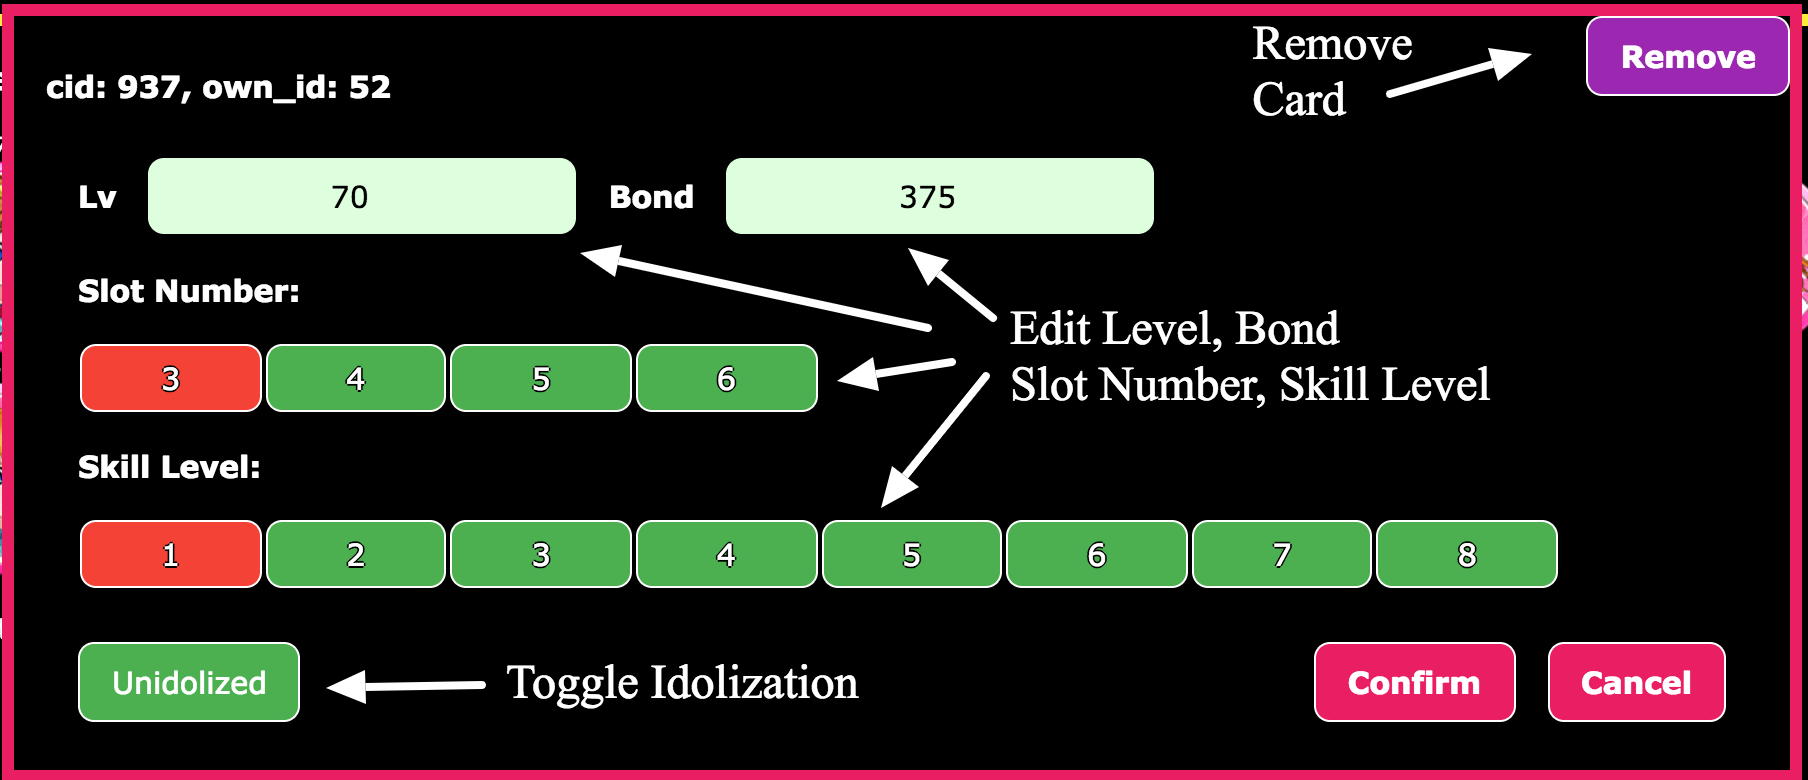 Remove
Card
Remove
cid: 937, own_id: 52
Lv 70 Bond 375
Slot Number:
Edit Level, Bond
Slot Number, Skill Level
3 4 5 6
Skill Level:
1 2 3 4 5 6 7 8
Unidolized
Toggle Idolization
Confirm Cancel